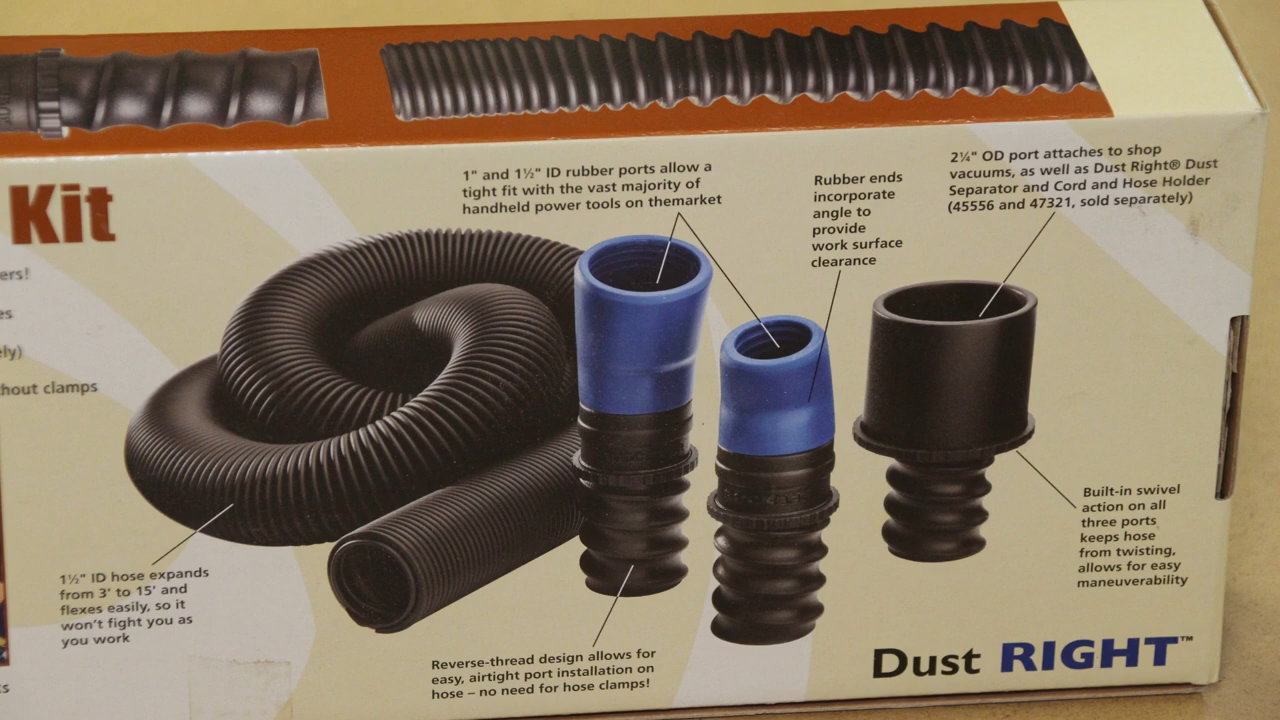 Kit
ers!
es
ely)
hout clamps
1" and 1½" ID rubber ports allow a
tight fit with the vast majority of
handheld power tools on themarket
Rubber ends
incorporate
angle to
provide
work surface
clearance
2¼" OD port attaches to shop
vacuums, as well as Dust Right® Dust
Separator and Cord and Hose Holder
(45556 and 47321, sold separately)
1½" ID hose expands
from 3' to 15' and
flexes easily, so it
won't fight you as
you work
Reverse-thread design allows for
easy, airtight port installation on
hose – no need for hose clamps!
Built-in swivel
action on all
three ports
keeps hose
from twisting,
allows for easy
maneuverability
Dust RIGHT™